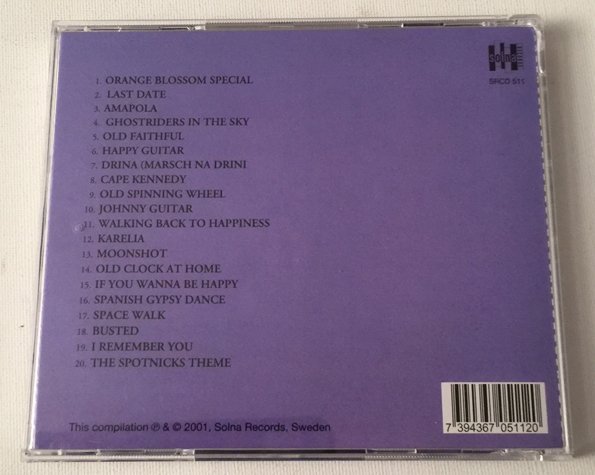 solna
SRCD 511
1. ORANGE BLOSSOM SPECIAL
2. LAST DATE
3. AMAPOLA
4. GHOSTRIDERS IN THE SKY
5. OLD FAITHFUL
6. HAPPY GUITAR
7. DRINA (MARSCH NA DRINI
8. CAPE KENNEDY
9. OLD SPINNING WHEEL
10. JOHNNY GUITAR
11. WALKING BACK TO HAPPINESS
12. KARELIA
13. MOONSHOT
14. OLD CLOCK AT HOME
15. IF YOU WANNA BE HAPPY
16. SPANISH GYPSY DANCE
17. SPACE WALK
18. BUSTED
19. I REMEMBER YOU
20. THE SPOTNICKS THEME
This compilation ℗ & © 2001, Solna Records, Sweden
7 394367 051120